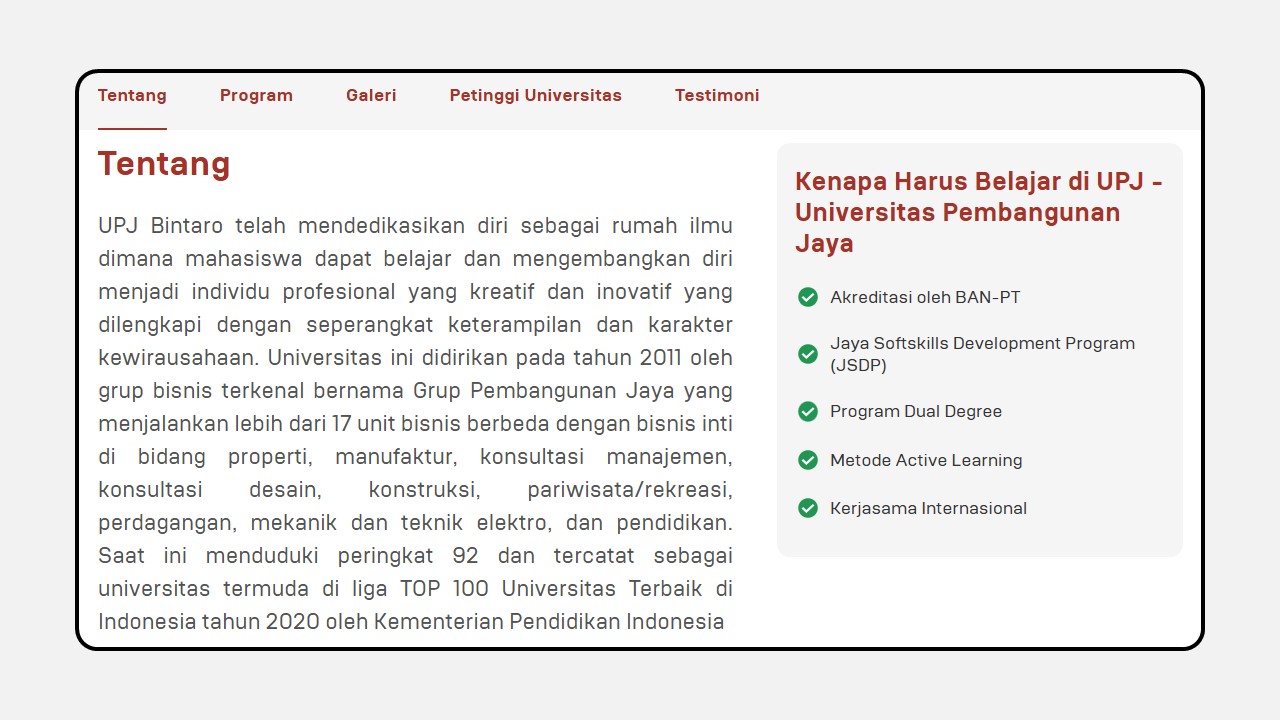 Tentang Program Galeri Petinggi Universitas Testimoni
Tentang
UPJ Bintaro telah mendedikasikan diri sebagai rumah ilmu
dimana mahasiswa dapat belajar dan mengembangkan diri
menjadi individu profesional yang kreatif dan inovatif yang
dilengkapi dengan seperangkat keterampilan dan karakter
kewirausahaan. Universitas ini didirikan pada tahun 2011 oleh
grup bisnis terkenal bernama Grup Pembangunan Jaya yang
menjalankan lebih dari 17 unit bisnis berbeda dengan bisnis inti
di bidang properti, manufaktur, konsultasi manajemen,
konsultasi desain, konstruksi, pariwisata/rekreasi,
perdagangan, mekanik dan teknik elektro, dan pendidikan.
Saat ini menduduki peringkat 92 dan tercatat sebagai
universitas termuda di liga TOP 100 Universitas Terbaik di
Indonesia tahun 2020 oleh Kementerian Pendidikan Indonesia
Kenapa Harus Belajar di UPJ -
Universitas Pembangunan
Jaya
Akreditasi oleh BAN-PT
Jaya Softskills Development Program
(JSDP)
Program Dual Degree
Metode Active Learning
Kerjasama Internasional